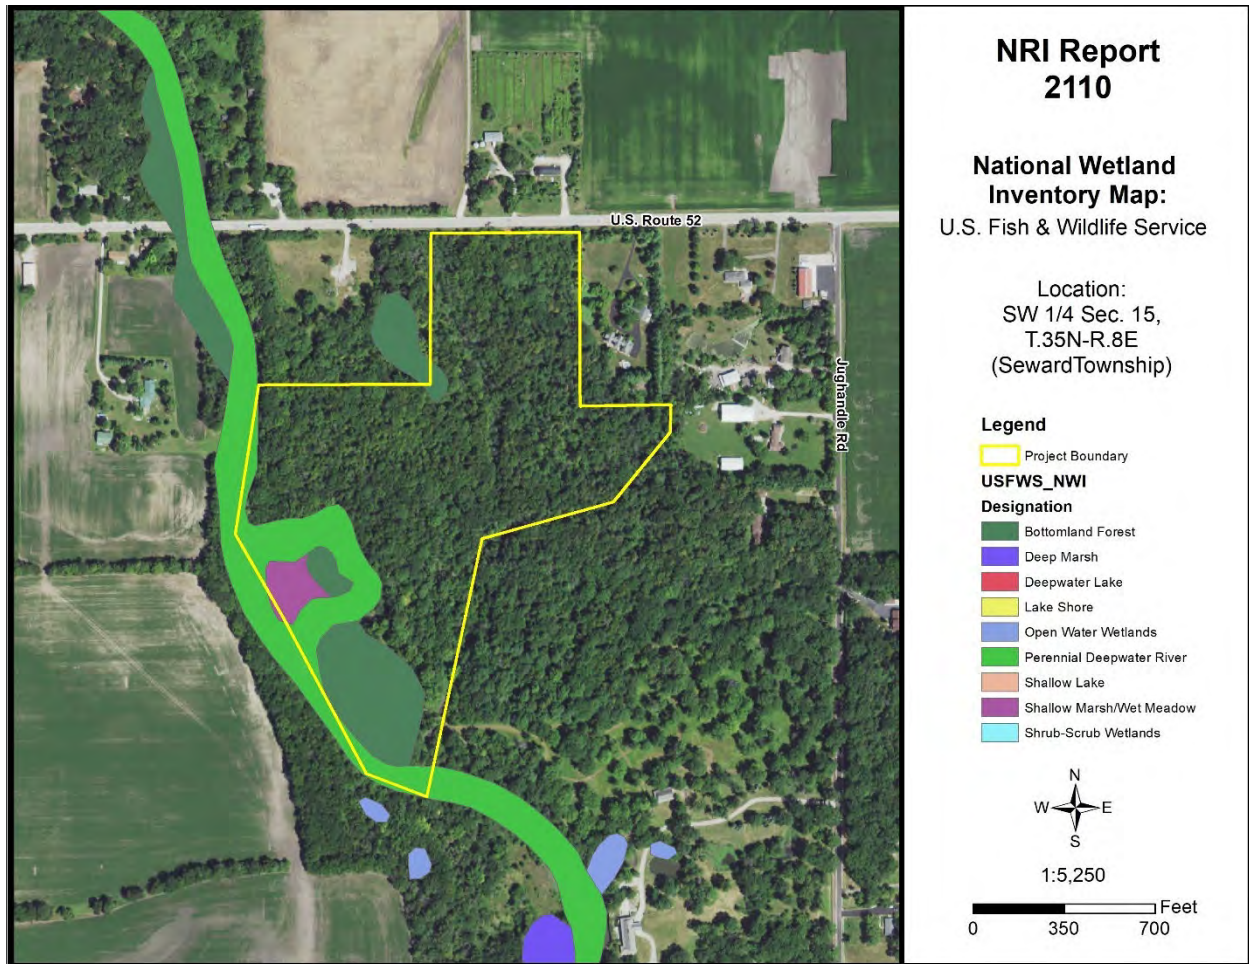 NRI Report
2110
National Wetland
Inventory Map:
U.S. Fish & Wildlife Service
Location:
SW 1/4 Sec. 15,
T.35N-R.8E
(SewardTownship)
Legend
Project Boundary
USFWS_NWI
Designation
Bottomland Forest
Deep Marsh
Deepwater Lake
Lake Shore
Open Water Wetlands
Perennial Deepwater River
Shallow Lake
Shallow Marsh/Wet Meadow
Shrub-Scrub Wetlands
N
W E
S
1:5,250
Feet
0 350 700
U.S. Route 52
Jughandle Rd